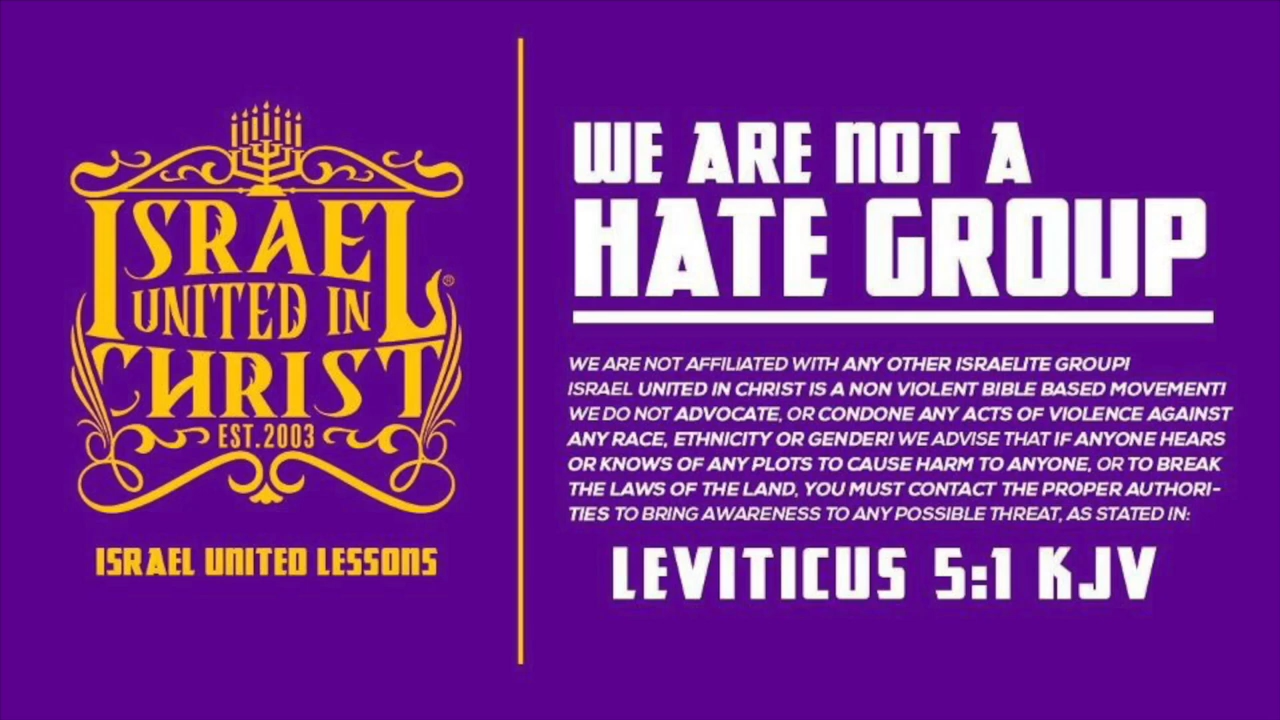 ISRAEL
UNITED IN
CHRIST
®
EST.2003
ISRAEL UNITED LESSONS
WE ARE NOT A
HATE GROUP
WE ARE NOT AFFILIATED WITH ANY OTHER ISRAELITE GROUP!
ISRAEL UNITED IN CHRIST IS A NON VIOLENT BIBLE BASED MOVEMENT!
WE DO NOT ADVOCATE, OR CONDONE ANY ACTS OF VIOLENCE AGAINST
ANY RACE, ETHNICITY OR GENDER! WE ADVISE THAT IF ANYONE HEARS
OR KNOWS OF ANY PLOTS TO CAUSE HARM TO ANYONE, OR TO BREAK
THE LAWS OF THE LAND, YOU MUST CONTACT THE PROPER AUTHORI-
TIES TO BRING AWARENESS TO ANY POSSIBLE THREAT, AS STATED IN:
LEVITICUS 5:1 KJV